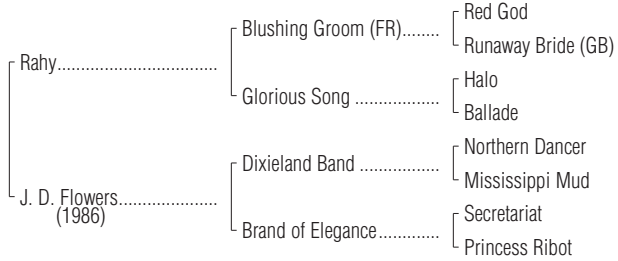 Red God
Blushing Groom (FR)........
Runaway Bride (GB)
Rahy.................................
Halo
Glorious Song ..................
Ballade
Northern Dancer
Dixieland Band .................
Mississippi Mud
J. D. Flowers.....................
(1986)
Secretariat
Brand of Elegance.............
Princess Ribot